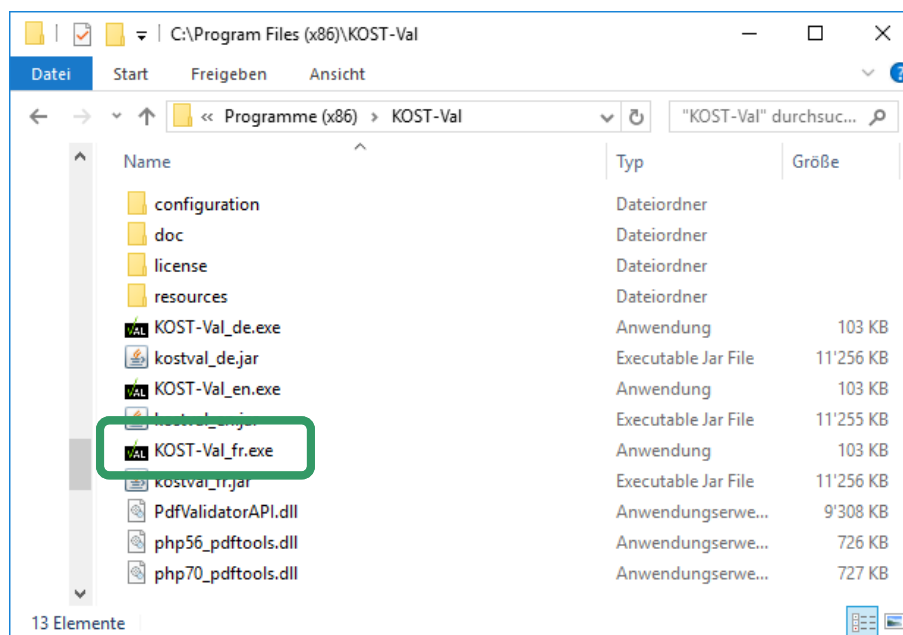 C:\Program Files (x86)\KOST-Val
Datei Start Freigeben Ansicht
« Programme (x86) > KOST-Val "KOST-Val" durchsuc...
Name Typ Größe
configuration Dateiordner
doc Dateiordner
license Dateiordner
resources Dateiordner
KOST-Val_de.exe Anwendung 103 KB
kostval_de.jar Executable Jar File 11'256 KB
KOST-Val_en.exe Anwendung 103 KB
kostval_en.jar Executable Jar File 11'255 KB
KOST-Val_fr.exe Anwendung 103 KB
kostval_fr.jar Executable Jar File 11'256 KB
PdfValidatorAPI.dll Anwendungserwe... 9'308 KB
php56_pdftools.dll Anwendungserwe... 726 KB
php70_pdftools.dll Anwendungserwe... 727 KB
13 Elemente